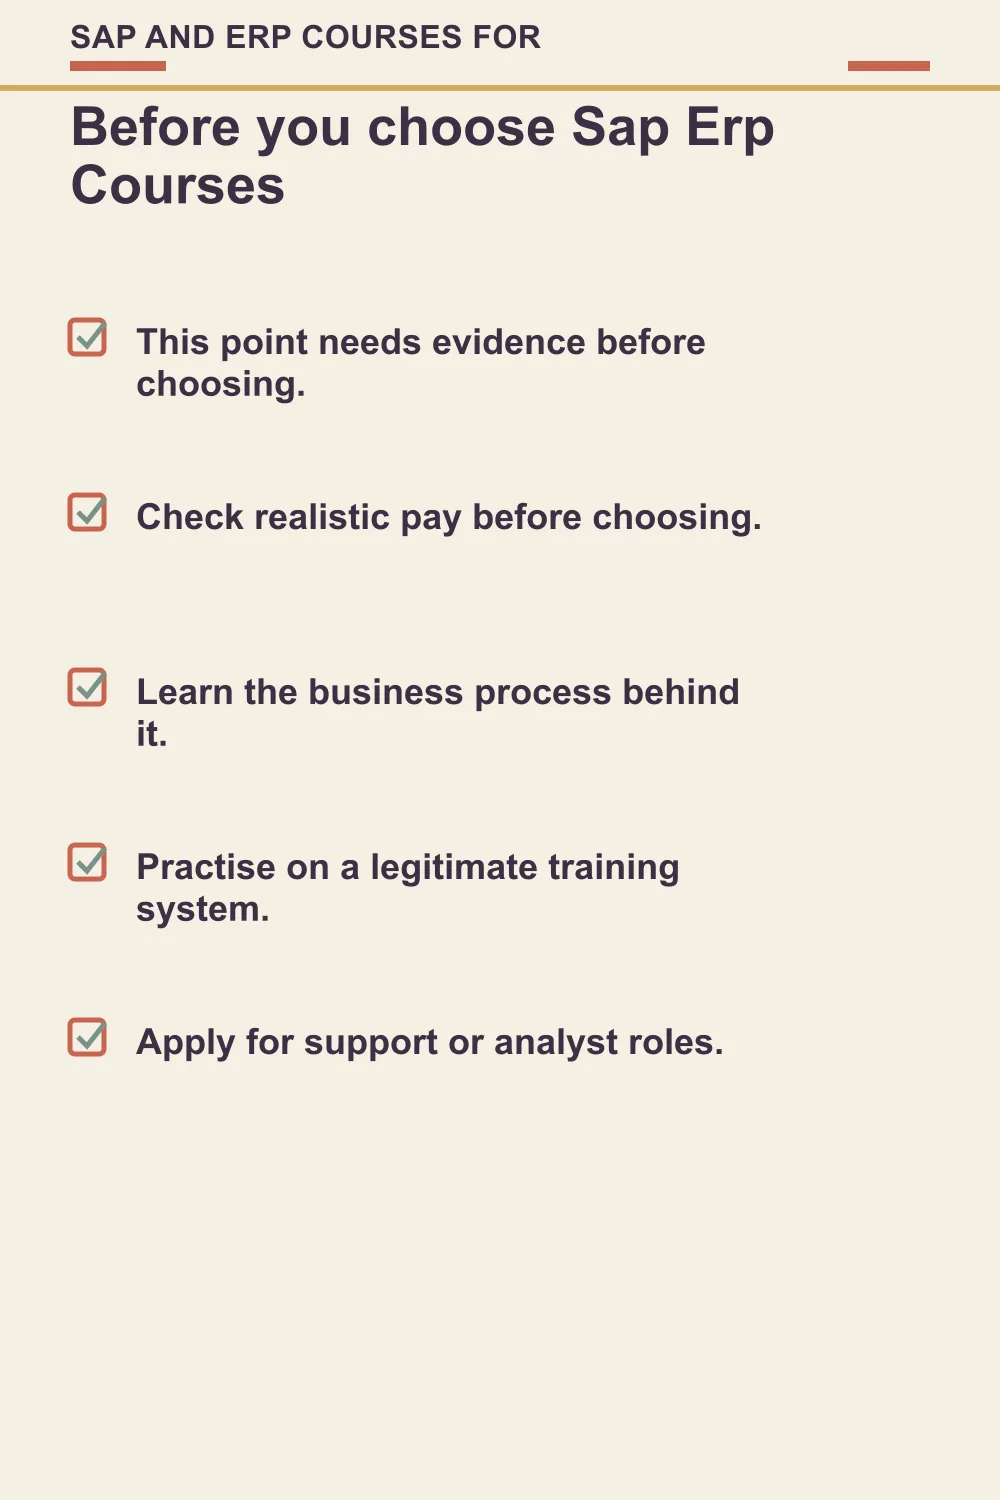 SAP AND ERP COURSES FOR
Before you choose Sap Erp
Courses
This point needs evidence before
choosing.
Check realistic pay before choosing.
Learn the business process behind
it.
Practise on a legitimate training
system.
Apply for support or analyst roles.